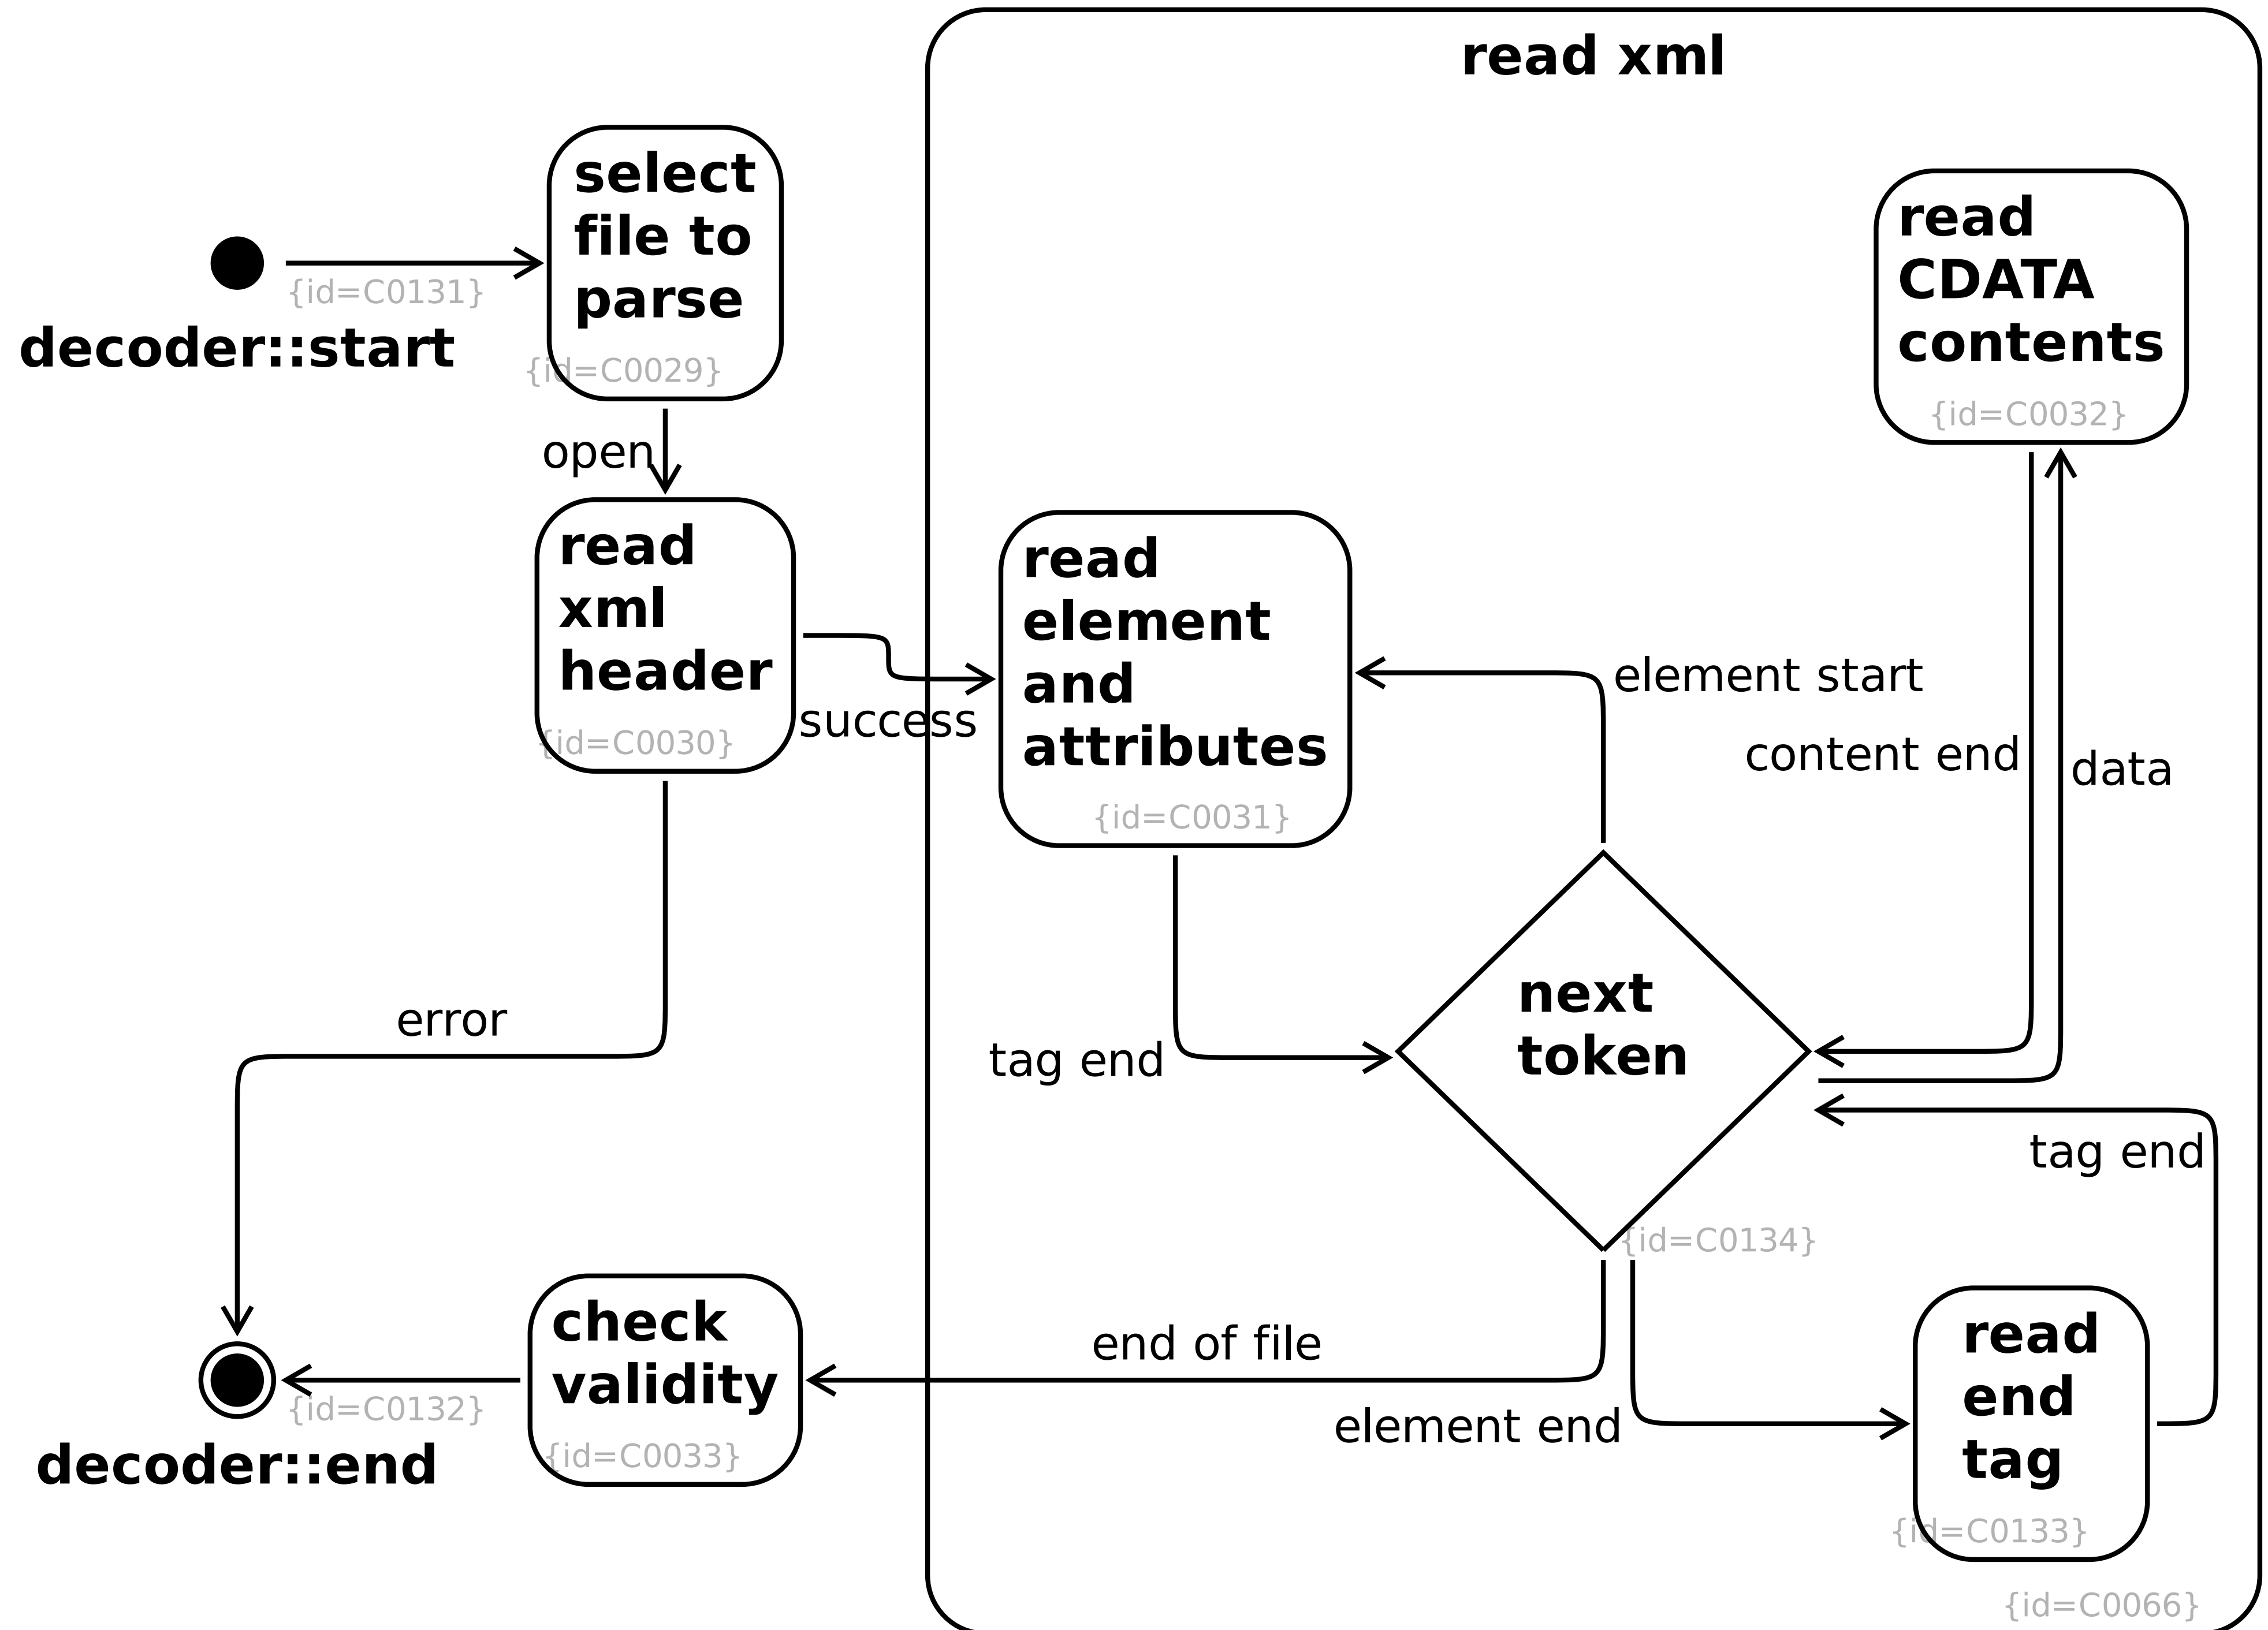 read xml
select
file to
parse
{id=C0029}
{id=C0131}
decoder::start
read
CDATA
contents
{id=C0032}
open
read
xml
header
{id=C0030}
success
read
element
and
attributes
{id=C0031}
element start
content end
data
error
tag end
next
token
{id=C0134}
tag end
end of file
element end
check
validity
{id=C0033}
{id=C0132}
decoder::end
read
end
tag
{id=C0133}
{id=C0066}